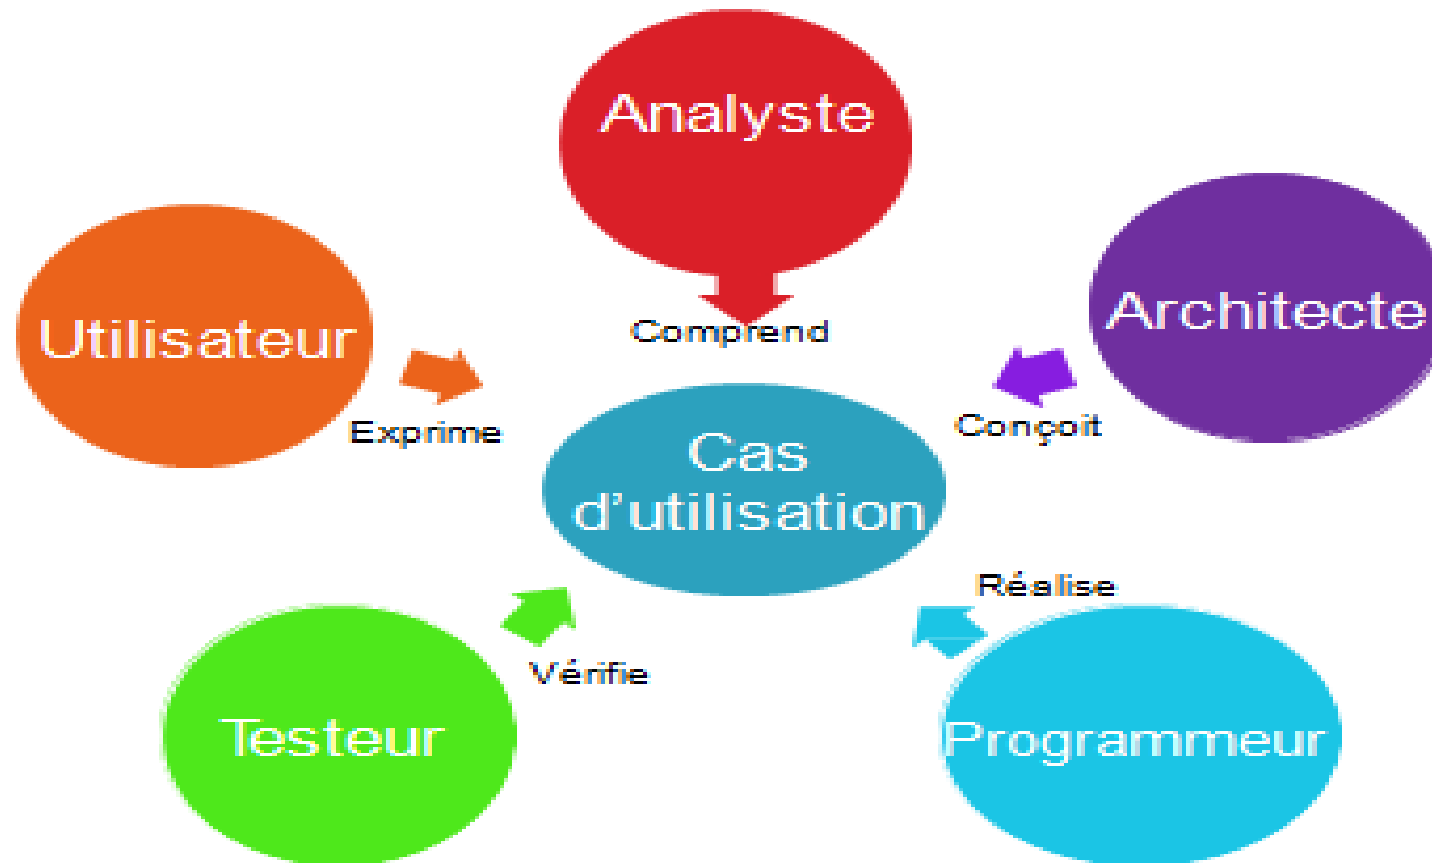 Analyste
Architecte
Utilisateur
Comprend
Exprime
Conçoit
Cas
d’utilisation
Réalise
Vérifie
Testeur
Programmeur